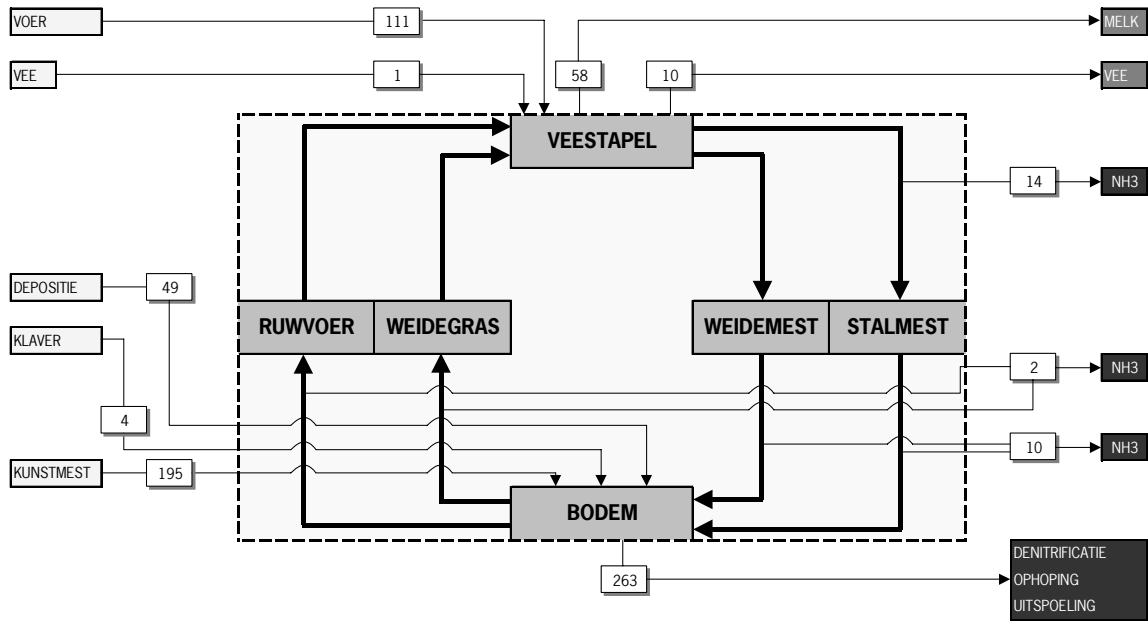 VOER
111
MELK
VEE
1
58
10
VEE
VEESTAPEL
14
NH3
DEPOSITIE
49
RUWVOER
WEIDEGRAS
WEIDEMEST
STALMEST
KLAVER
2
NH3
4
10
NH3
KUNSTMEST
195
BODEM
263
DENITRIFICATIE
OPHOPING
UITSPOELING